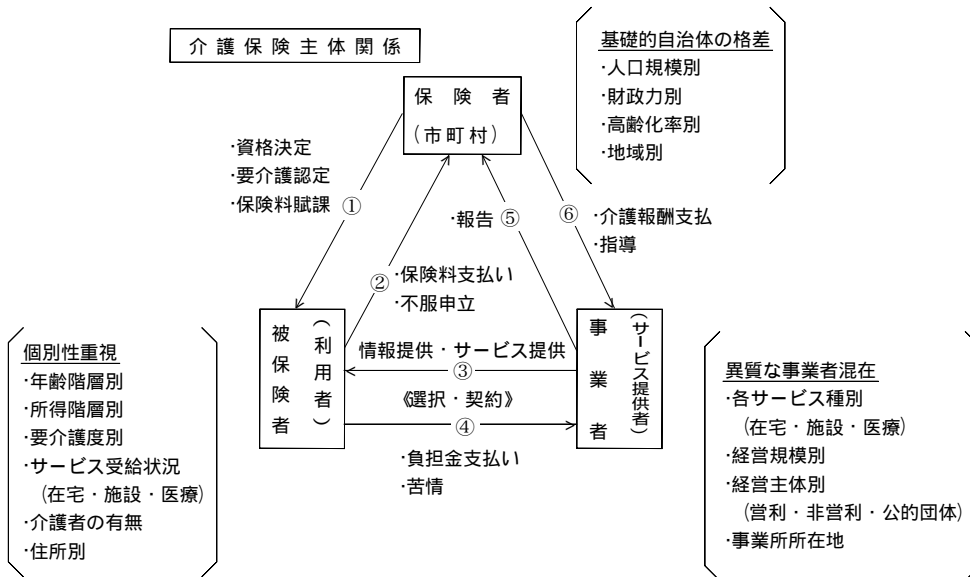 介護保険主体関係
基礎的自治体の格差
･人口規模別
･財政力別
･高齢化率別
･地域別
保険者
(市町村)
･資格決定
･要介護認定
･保険料賦課
①
･報告
⑤
⑥
･介護報酬支払
･指導
②
･保険料支払い
･不服申立
被保険者
(利用者)
情報提供・サービス提供
③
《選択・契約》
④
･負担金支払い
･苦情
事業者
(サービス提供者)
個別性重視
･年齢階層別
･所得階層別
･要介護度別
･サービス受給状況
(在宅・施設・医療)
･介護者の有無
･住所別
異質な事業者混在
･各サービス種別
(在宅・施設・医療)
･経営規模別
･経営主体別
(営利・非営利・公的団体)
･事業所所在地